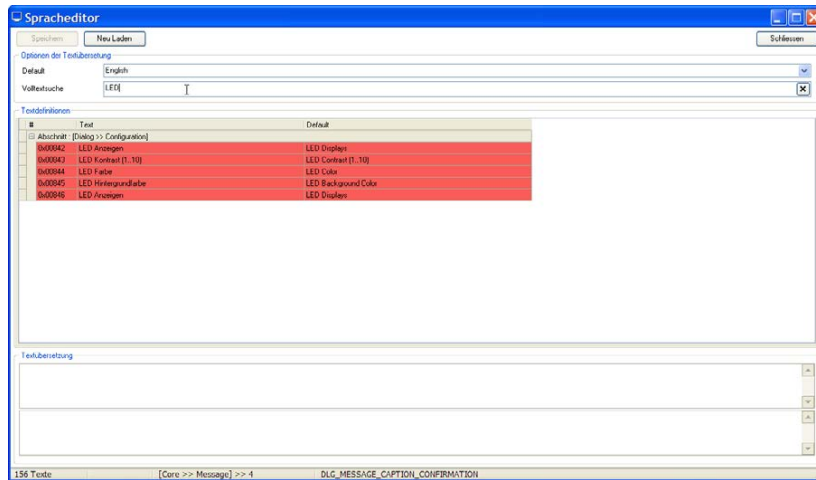 Spracheditor
Speichern Neu Laden Schliessen
Optionen der Textübersetung
Default English
Volltextsuche LED
Textdefinitionen
# Text Default
Abschnitt : [Dialog >> Configuration]
0x00842 LED Anzeigen LED Displays
0x00843 LED Kontrast (1..10) LED Contrast (1..10)
0x00844 LED Farbe LED Color
0x00845 LED Hintergrundfarbe LED Background Color
0x00846 LED Anzeigen LED Displays
Textübersetzung
156 Texte [Core >> Message] >> 4 DLG_MESSAGE_CAPTION_CONFIRMATION